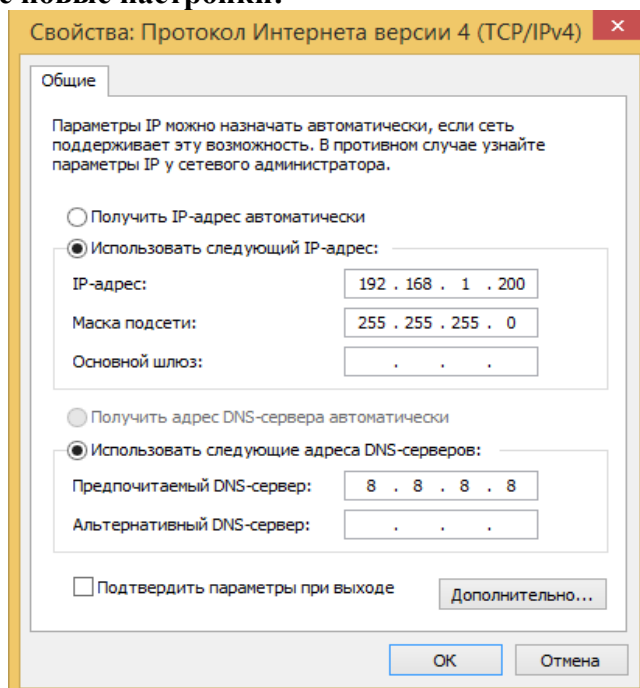 новые настройки:
Свойства: Протокол Интернета версии 4 (TCP/IPv4)
Общие
Параметры IP можно назначать автоматически, если сеть
поддерживает эту возможность. В противном случае узнайте
параметры IP у сетевого администратора.
Получить IP-адрес автоматически
Использовать следующий IP-адрес:
IP-адрес: 192 . 168 . 1 . 200
Маска подсети: 255 . 255 . 255 . 0
Основной шлюз: . . .
Получить адрес DNS-сервера автоматически
Использовать следующие адреса DNS-серверов:
Предпочитаемый DNS-сервер: 8 . 8 . 8 . 8
Альтернативный DNS-сервер: . . .
Подтвердить параметры при выходе
Дополнительно...
OK Отмена